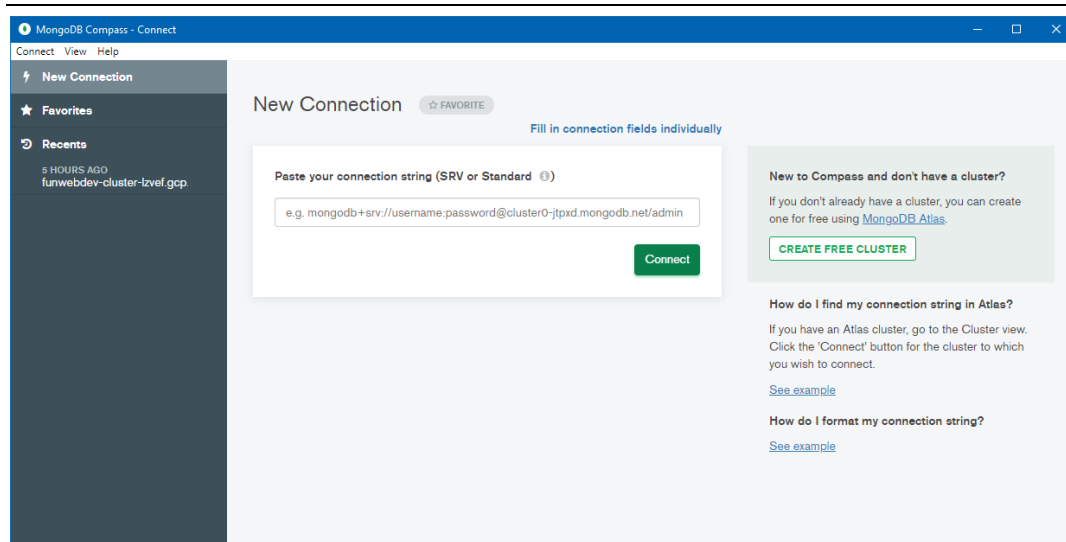 MongoDB Compass - Connect
Connect View Help
New Connection
Favorites
Recents
5 HOURS AGO
funwebdev-cluster-lzvef.gcp.
New Connection
FAVORITE
Fill in connection fields individually
Paste your connection string (SRV or Standard )
e.g. mongodb+srv://username:password@cluster0-jtpxd.mongodb.net/admin
Connect
New to Compass and don't have a cluster?
If you don't already have a cluster, you can create
one for free using MongoDB Atlas.
CREATE FREE CLUSTER
How do I find my connection string in Atlas?
If you have an Atlas cluster, go to the Cluster view.
Click the 'Connect' button for the cluster to which
you wish to connect.
See example
How do I format my connection string?
See example